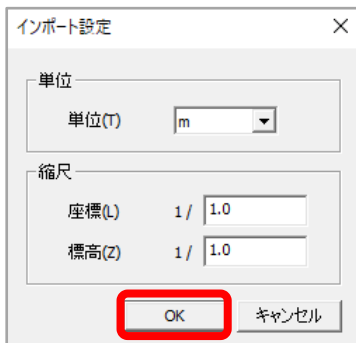 インポート設定
単位
単位(T) m
縮尺
座標(L) 1 / 1.0
標高(Z) 1 / 1.0
OK キャンセル